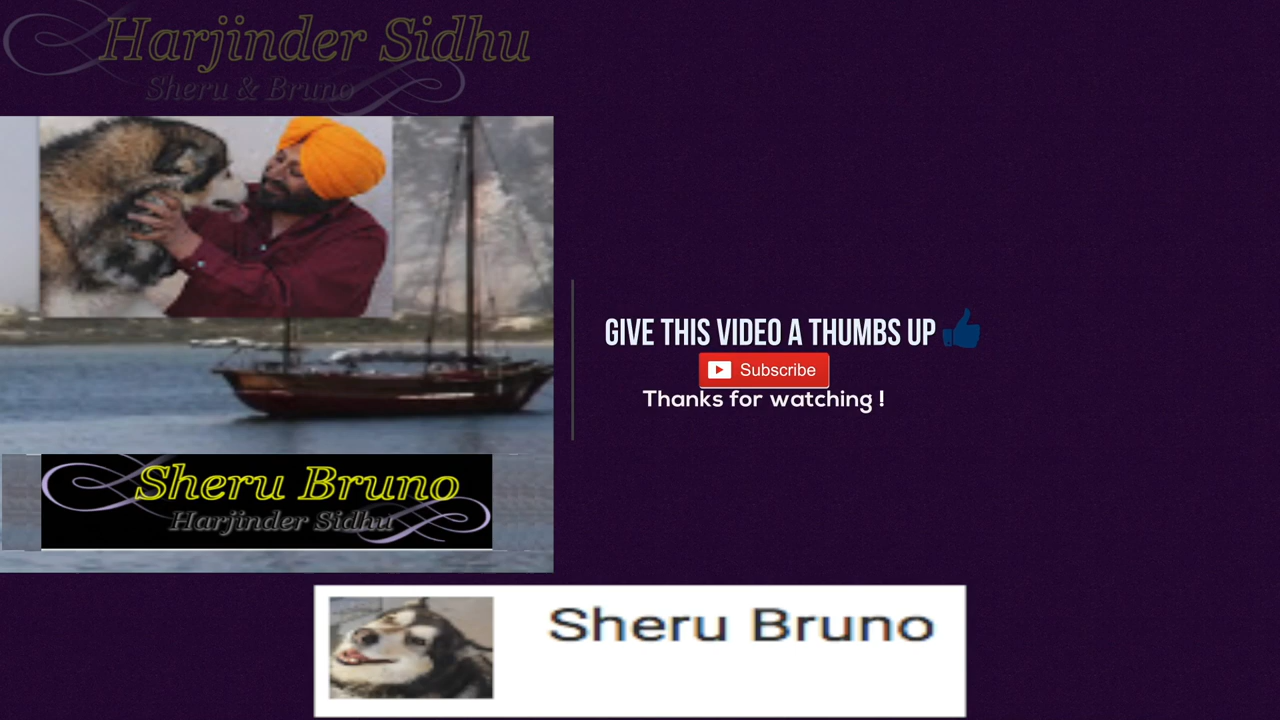 Harjinder Sidhu
Sheru & Bruno
GIVE THIS VIDEO A THUMBS UP
Subscribe
Thanks for watching !
Sheru Bruno
Harjinder Sidhu
Sheru Bruno